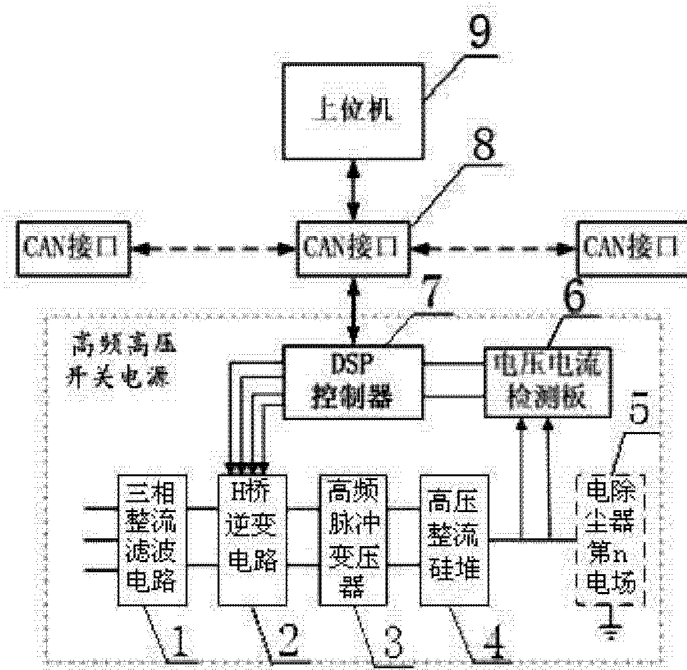 9
上位机
8
CAN接口
CAN接口
CAN接口
7
6
高频高压
开关电源
DSP
控制器
电压电流
检测板
5
三相
整流
滤波
电路
H桥
逆变
电路
高频
脉冲
变压
器
高压
整流
硅堆
电除
尘器
第n
电场
1
2
3
4